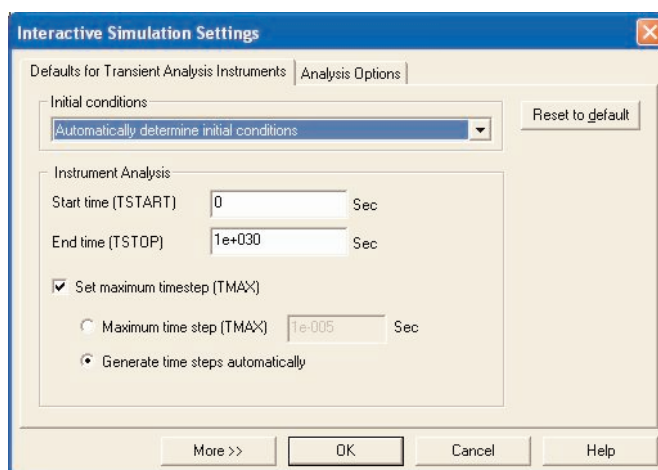 Interactive Simulation Settings
Defaults for Transient Analysis Instruments
Analysis Options
Initial conditions
Automatically determine initial conditions
Reset to default
Instrument Analysis
Start time (TSTART) 0 Sec
End time (TSTOP) 1e+030 Sec
Set maximum timestep (TMAX)
Maximum time step (TMAX) 1e-005 Sec
Generate time steps automatically
More >> OK Cancel Help